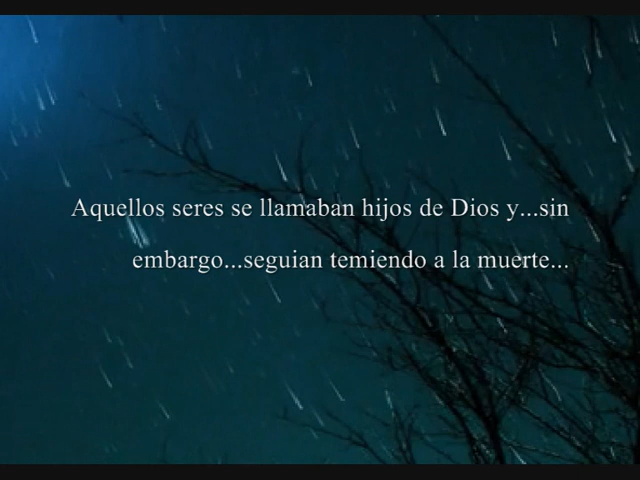 Aquellos seres se llamaban hijos de Dios y...sin
embargo...seguian temiendo a la muerte...